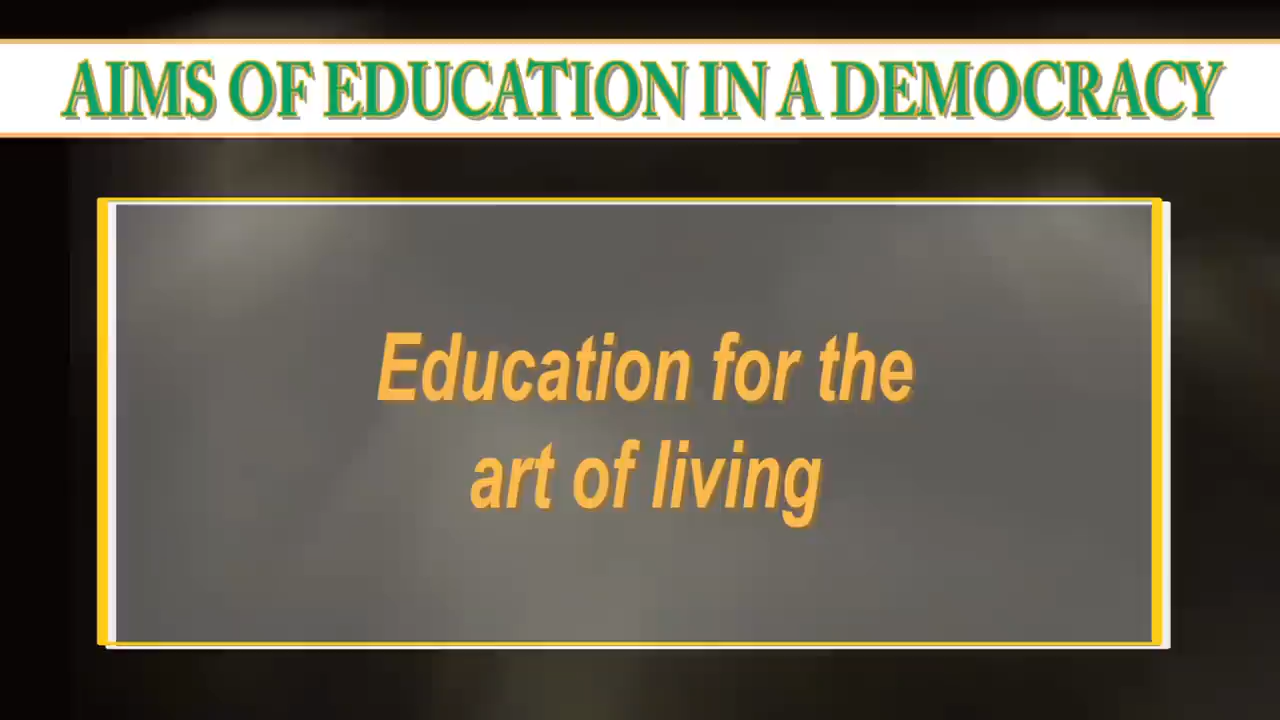 AIMS OF EDUCATION IN A DEMOCRACY
Education for the
art of living